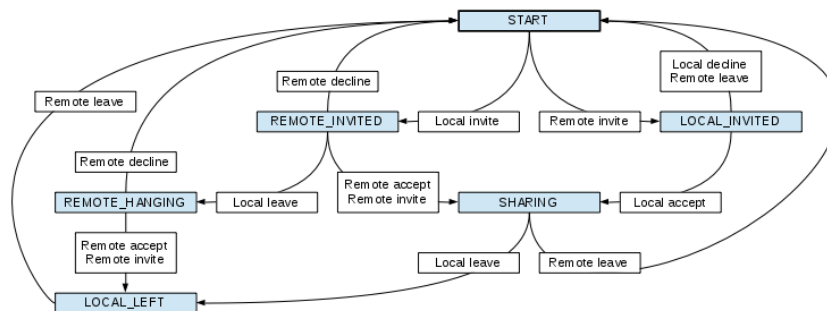 START
Local decline
Remote leave
Remote decline
Remote leave
REMOTE_INVITED
Local invite
Remote invite
LOCAL_INVITED
Remote decline
Remote accept
Remote invite
REMOTE_HANGING
Local leave
SHARING
Local accept
Remote accept
Remote invite
Local leave
Remote leave
LOCAL_LEFT